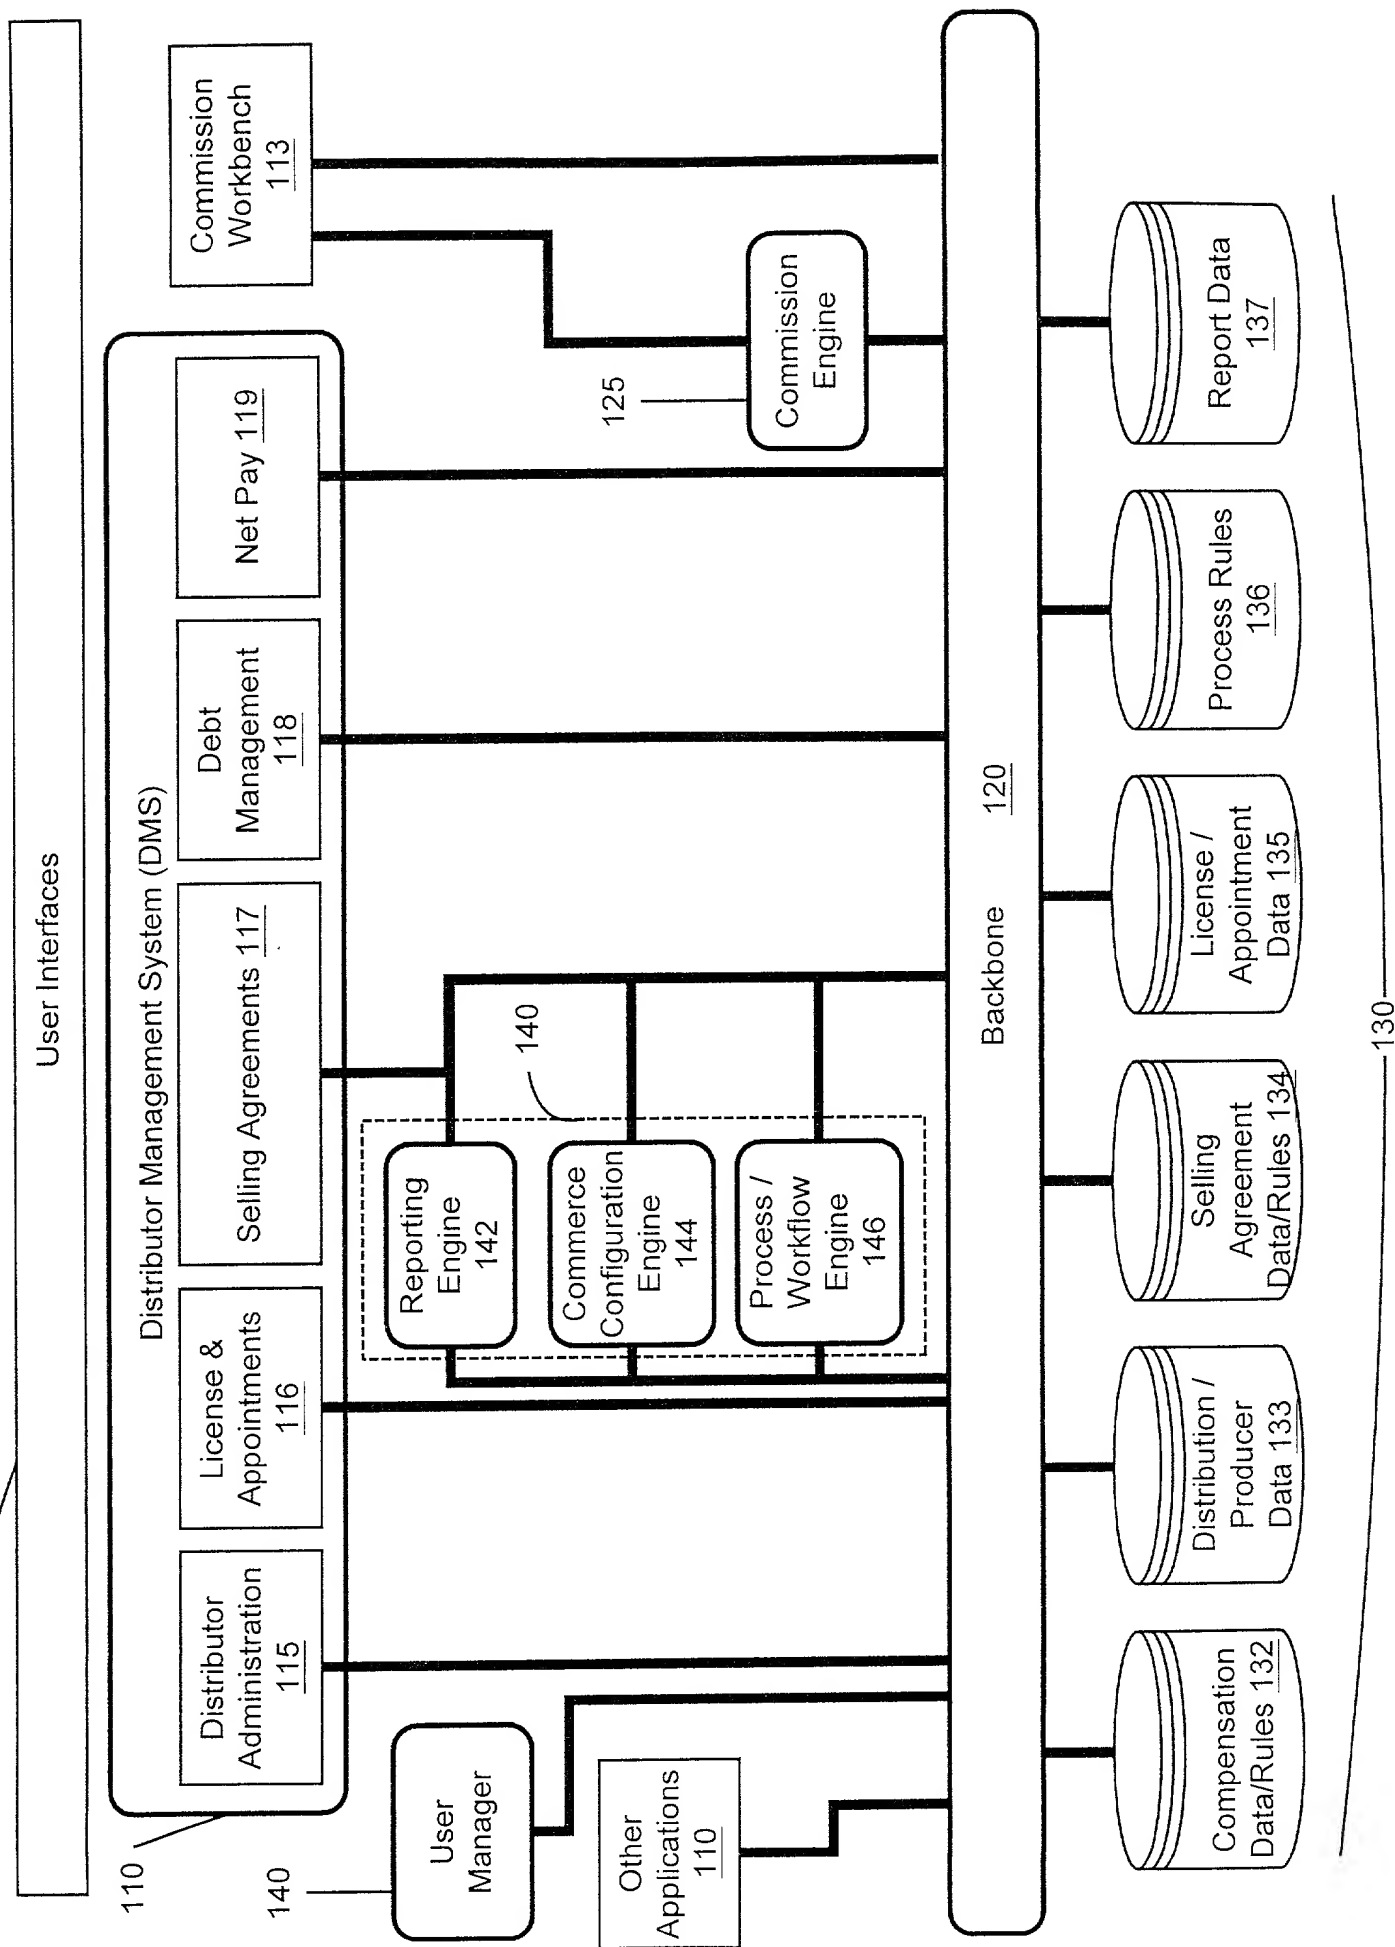 User Interfaces
Distributor Management System (DMS)
110
Distributor
Administration
115
License &
Appointments
116
Selling Agreements 117
Debt
Management
118
Net Pay 119
Commission
Workbench
113
140
User
Manager
Other
Applications
110
140
Reporting
Engine
142
Commerce
Configuration
Engine
144
Process /
Workflow
Engine
146
125
Commission
Engine
Backbone 120
Compensation
Data/Rules 132
Distribution /
Producer
Data 133
Selling
Agreement
Data/Rules 134
License /
Appointment
Data 135
Process Rules
136
Report Data
137
130